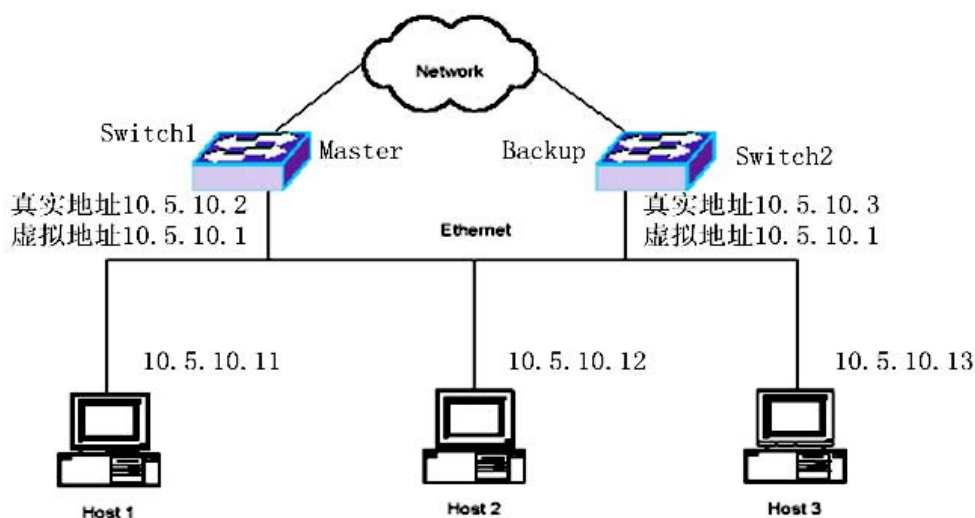 Network
Switch1
Master
Backup
Switch2
真实地址10.5.10.2
虚拟地址10.5.10.1
真实地址10.5.10.3
虚拟地址10.5.10.1
Ethernet
10.5.10.11
10.5.10.12
10.5.10.13
Host 1
Host 2
Host 3